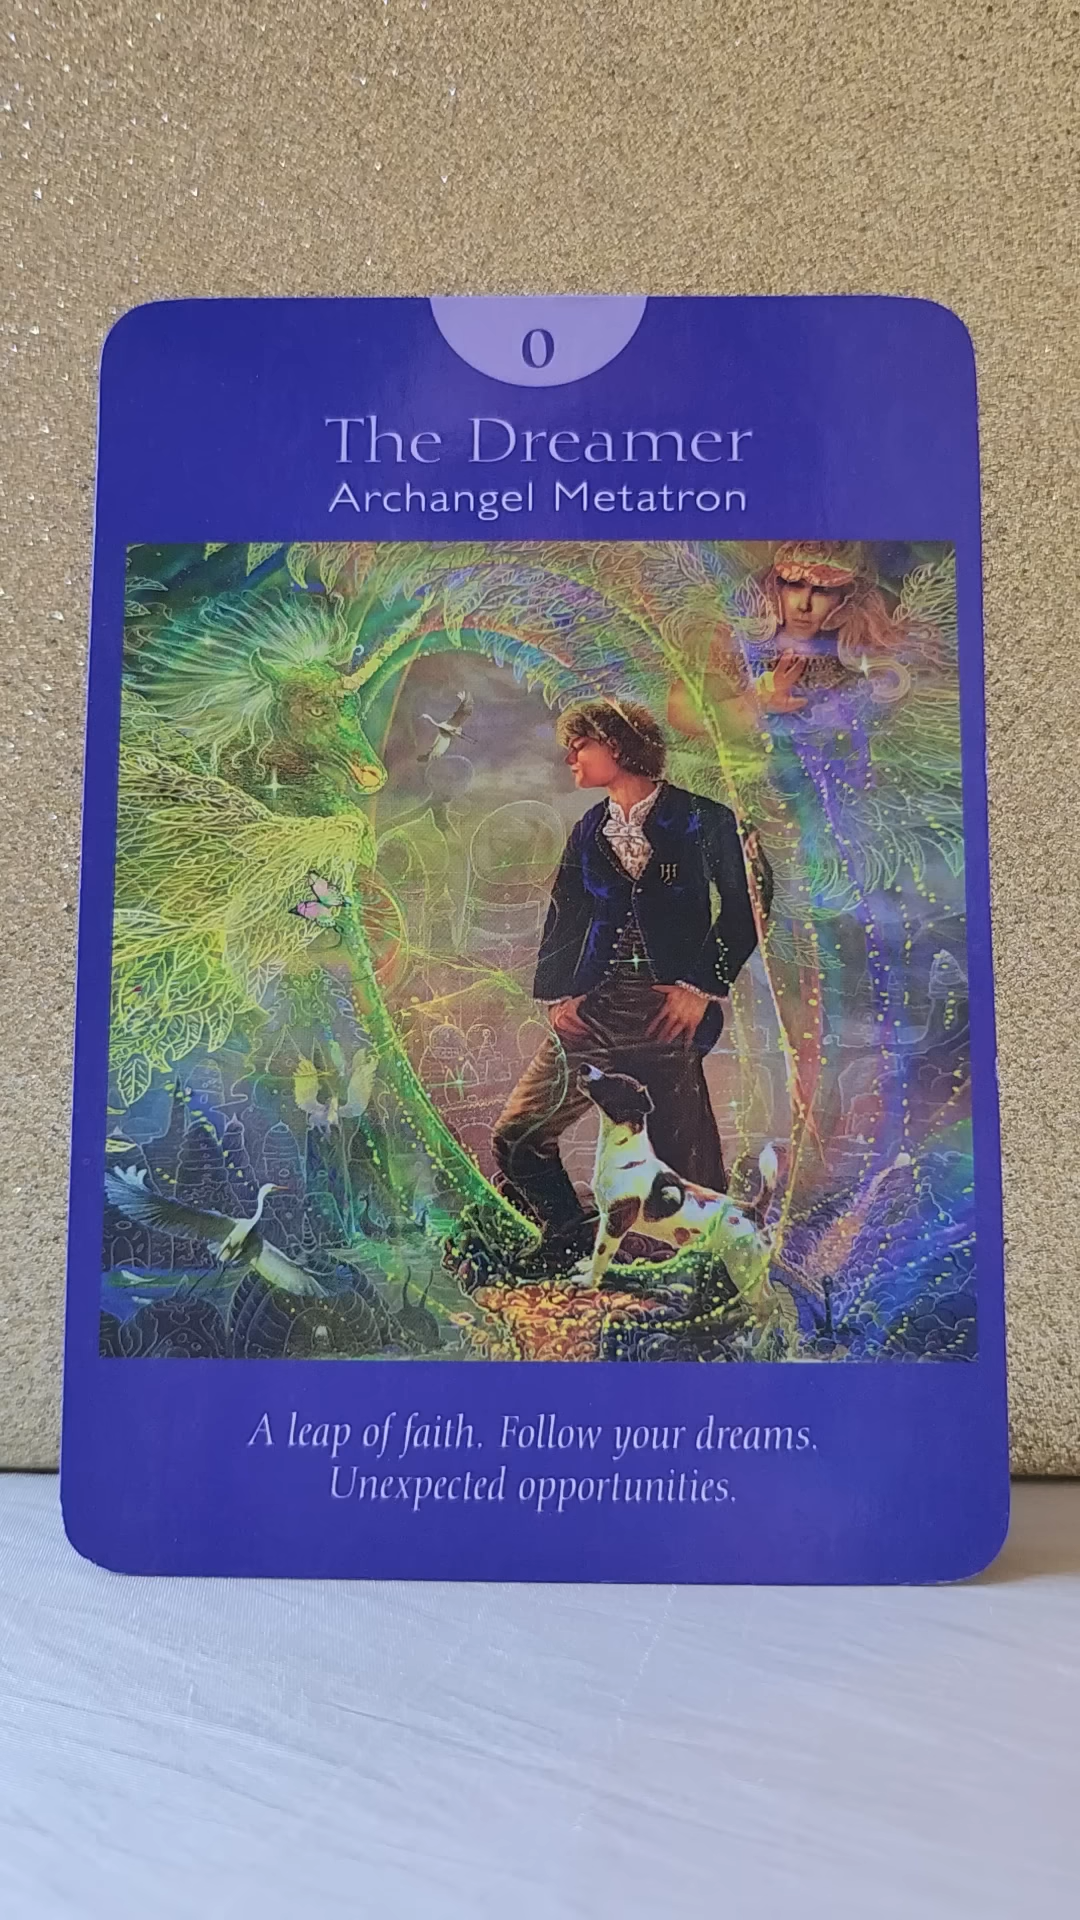 0
The Dreamer
Archangel Metatron
A leap of faith. Follow your dreams.
Unexpected opportunities.